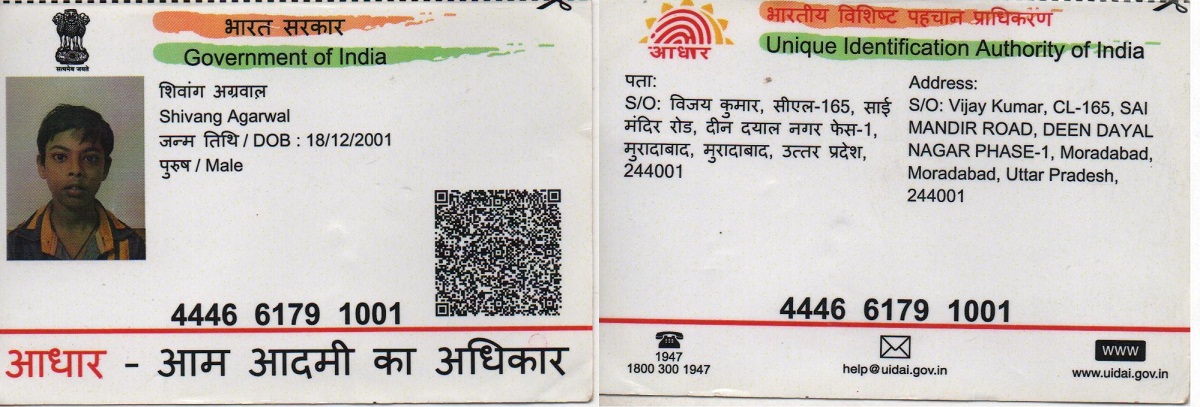 भारत सरकार
Government of India
सत्यमेव जयते
शिवांग अग्रवाल
Shivang Agarwal
जन्म तिथि / DOB : 18/12/2001
पुरुष / Male
4446 6179 1001
आधार - आम आदमी का अधिकार
आधार
भारतीय विशिष्ट पहचान प्राधिकरण
Unique Identification Authority of India
पता:
S/O: विजय कुमार, सीएल-165, साई
मंदिर रोड, दीन दयाल नगर फेस-1,
मुरादाबाद, मुरादाबाद, उत्तर प्रदेश,
244001
Address:
S/O: Vijay Kumar, CL-165, SAI
MANDIR ROAD, DEEN DAYAL
NAGAR PHASE-1, Moradabad,
Moradabad, Uttar Pradesh,
244001
4446 6179 1001
1947
1800 300 1947
help@uidai.gov.in
WWW
www.uidai.gov.in